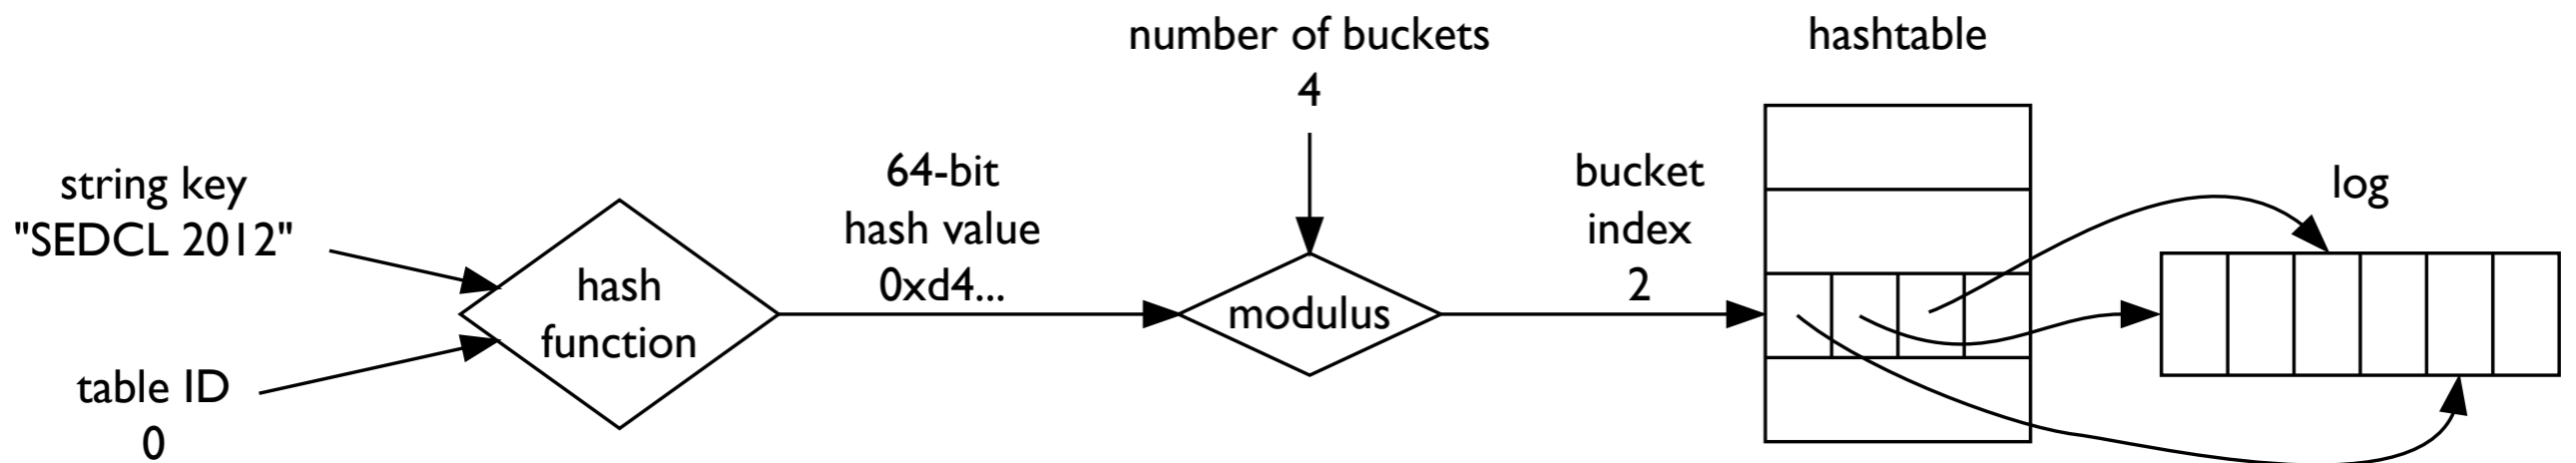 number of buckets
4
hashtable
string key
"SEDCL 2012"
table ID
0
hash
function
64-bit
hash value
0xd4...
modulus
bucket
index
2
log